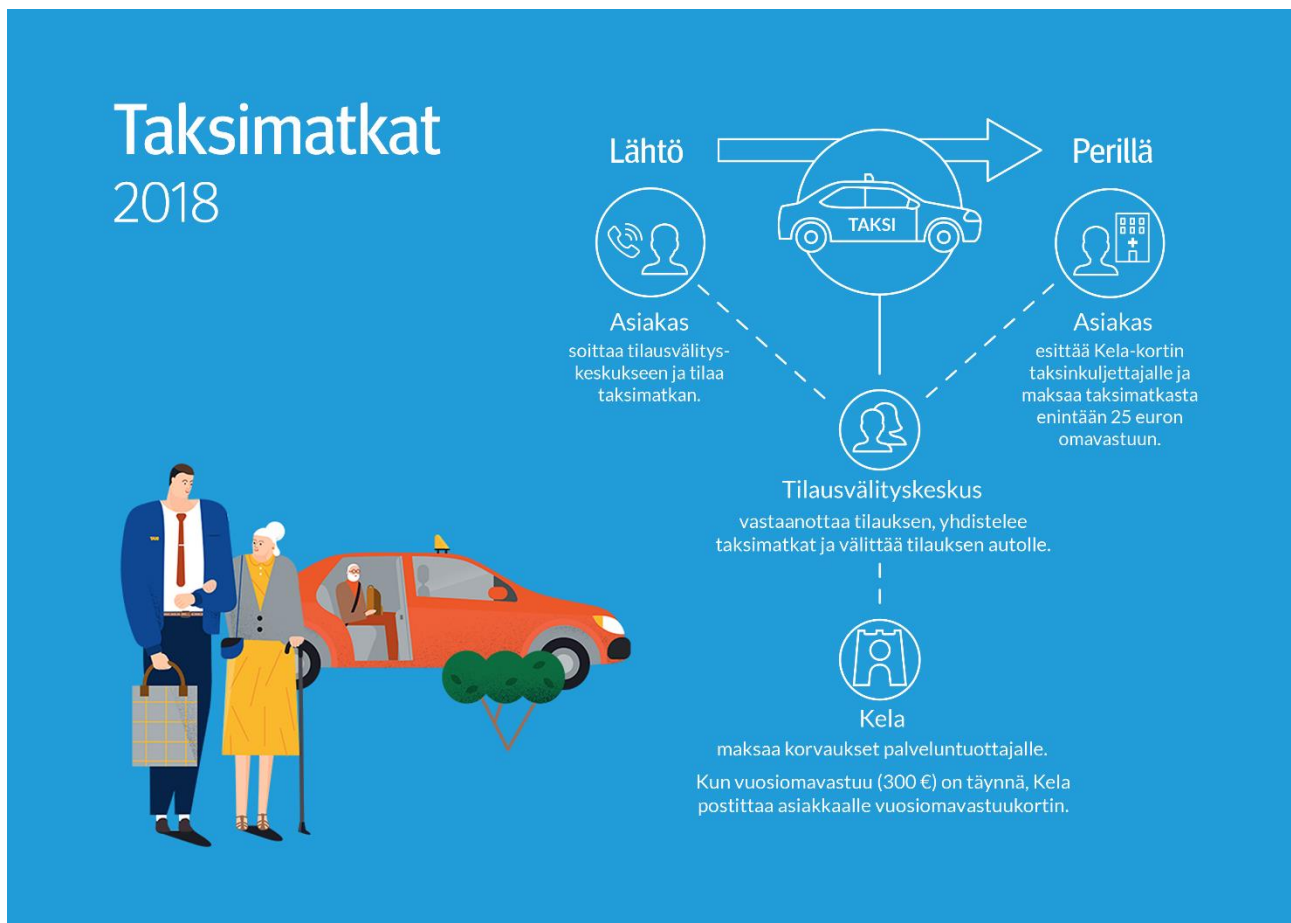 Taksimatkat
2018
Lähtö
Perillä
TAKSI
Asiakas
soittaa tilausvälitys-
keskukseen ja tilaa
taksimatkan.
Asiakas
esittää Kela-kortin
taksinkuljettajalle ja
maksaa taksimatkasta
enintään 25 euron
omavastuun.
Tilausvälityskeskus
vastaanottaa tilauksen, yhdistelee
taksimatkat ja välittää tilauksen autolle.
Kela
maksaa korvaukset palveluntuottajalle.
Kun vuosiomavastuu (300 €) on täynnä, Kela
postittaa asiakkaalle vuosiomavastuukortin.